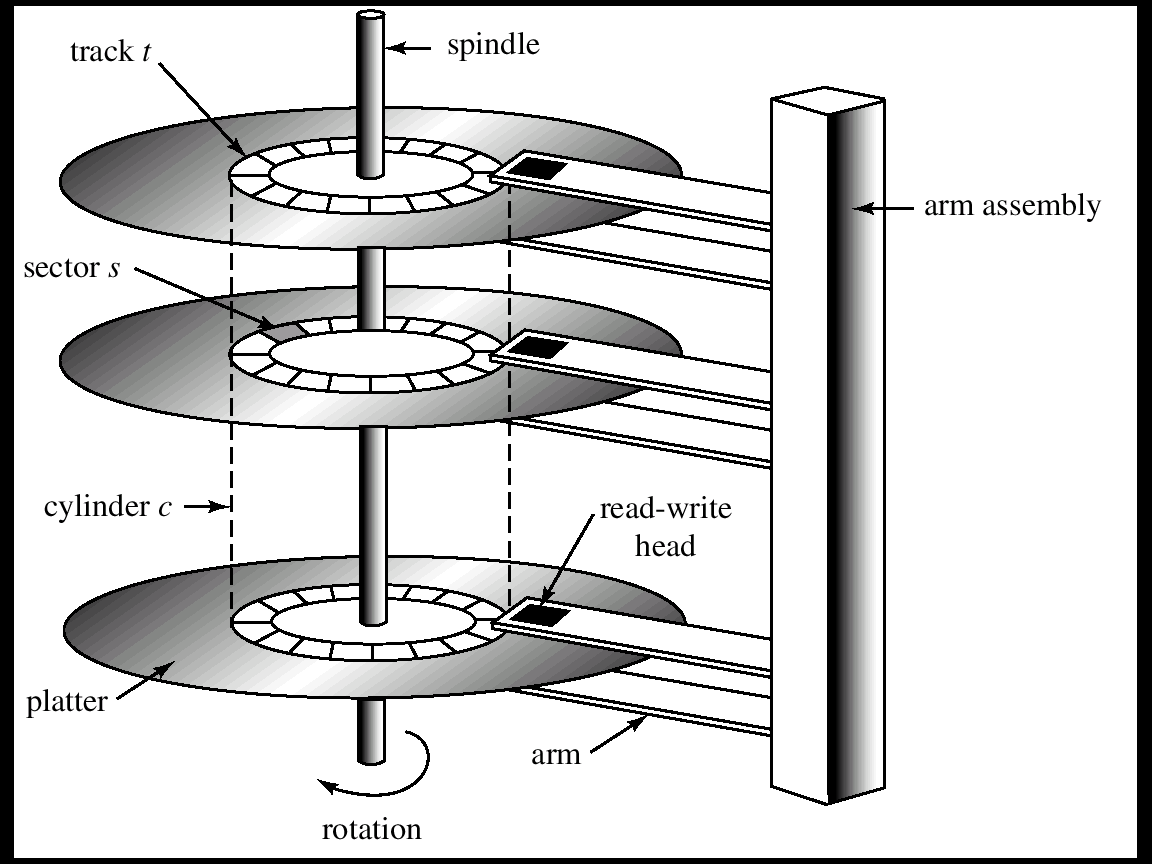 track t
spindle
arm assembly
sector s
cylinder c
read-write
head
platter
arm
rotation